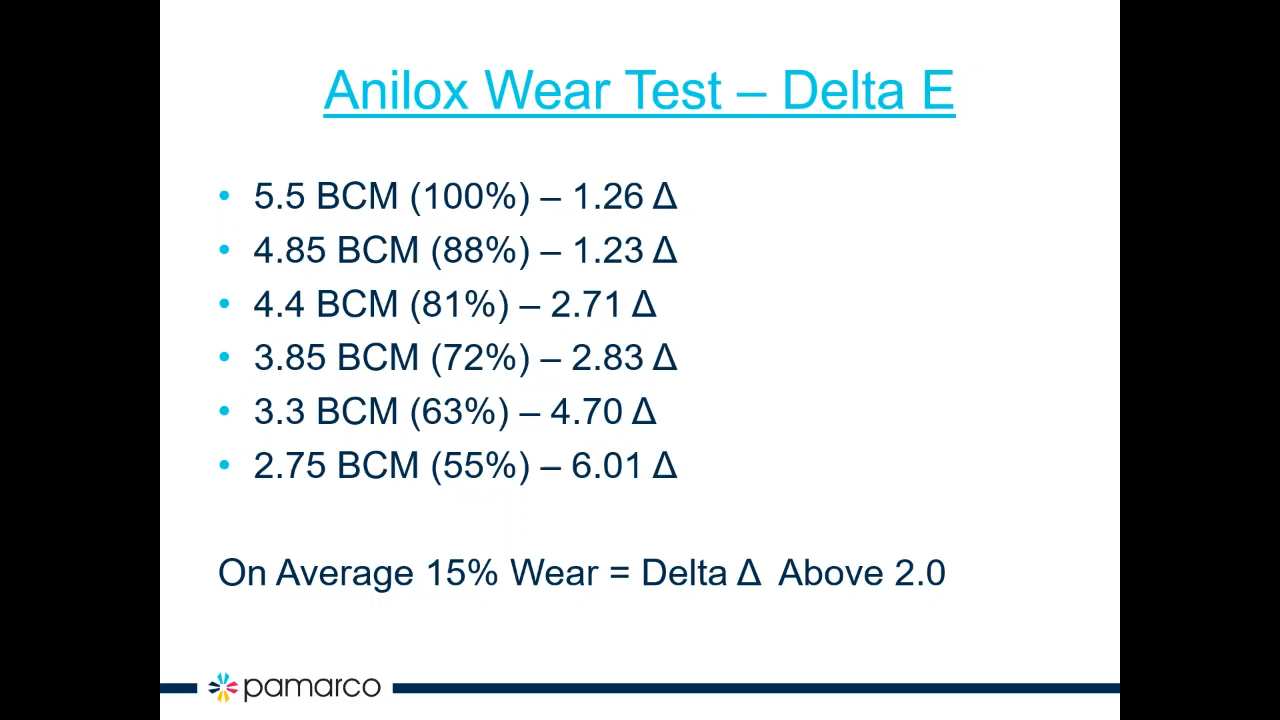 Anilox Wear Test – Delta E
• 5.5 BCM (100%) – 1.26 Δ
• 4.85 BCM (88%) – 1.23 Δ
• 4.4 BCM (81%) – 2.71 Δ
• 3.85 BCM (72%) – 2.83 Δ
• 3.3 BCM (63%) – 4.70 Δ
• 2.75 BCM (55%) – 6.01 Δ
On Average 15% Wear = Delta Δ  Above 2.0
pamarco